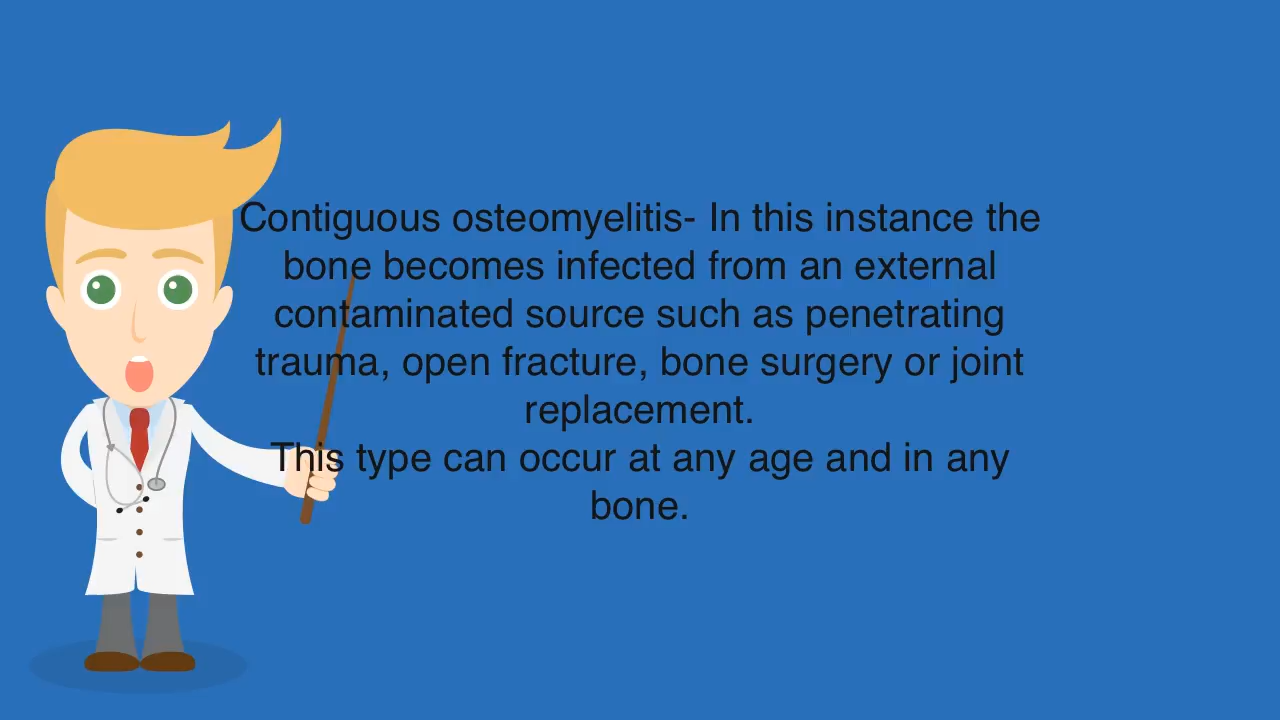 Contiguous osteomyelitis- In this instance the
bone becomes infected from an external
contaminated source such as penetrating
trauma, open fracture, bone surgery or joint
replacement.
This type can occur at any age and in any
bone.